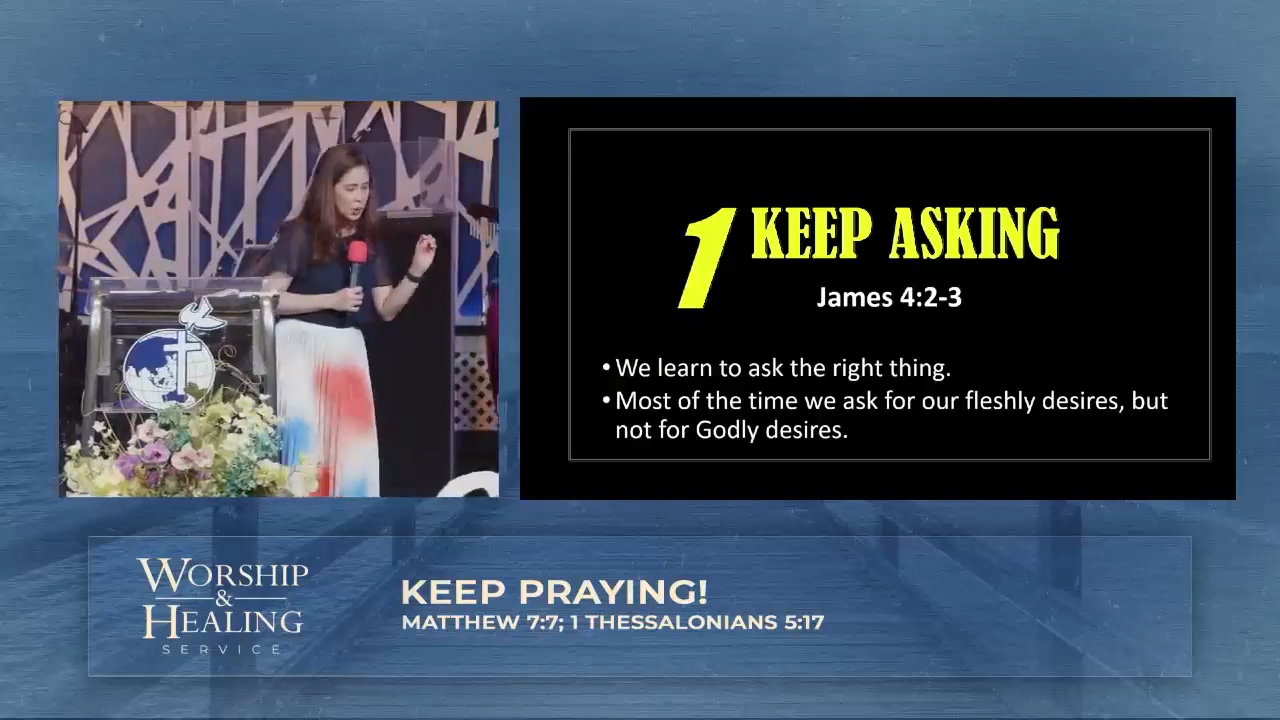 1 KEEP ASKING
James 4:2-3
• We learn to ask the right thing.
• Most of the time we ask for our fleshly desires, but
not for Godly desires.
WORSHIP
&
HEALING
SERVICE
KEEP PRAYING!
MATTHEW 7:7; 1 THESSALONIANS 5:17